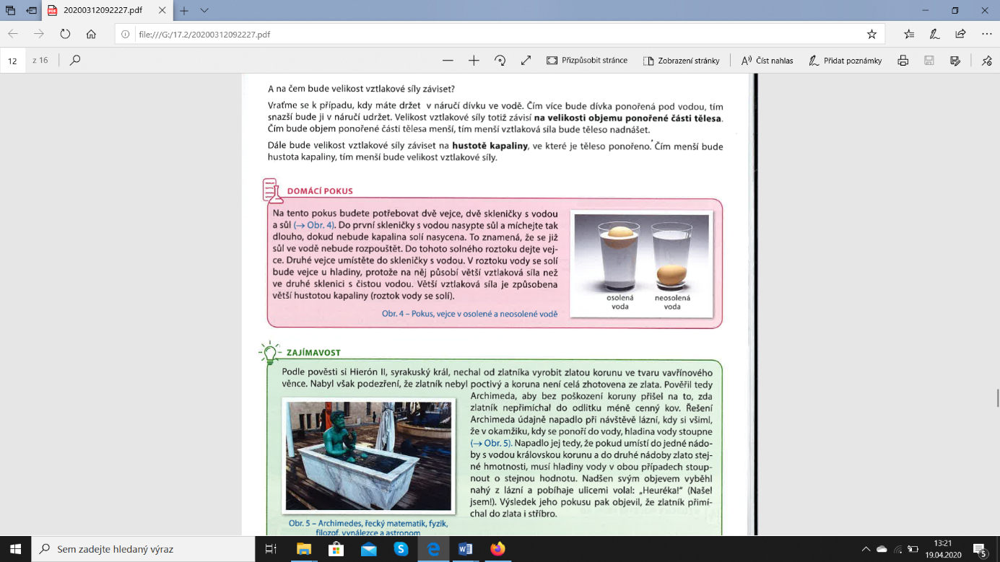 20200312092227.pdf
file:///G:/17.2/20200312092227.pdf
12 z 16
Přizpůsobit stránce
Zobrazení stránky
Číst nahlas
Přidat poznámky
A na čem bude velikost vztlakové síly záviset?
Vraťme se k případu, kdy máte držet v náručí dívku ve vodě. Čím více bude dívka ponořená pod vodou, tím
snazší bude ji v náručí udržet. Velikost vztlakové síly totiž závisí na velikosti objemu ponořené části tělesa.
Čím bude objem ponořené části tělesa menší, tím menší vztlaková síla bude těleso nadnášet.
Dále bude velikost vztlakové síly záviset na hustotě kapaliny, ve které je těleso ponořeno. Čím menší bude
hustota kapaliny, tím menší bude velikost vztlakové síly.
DOMÁCÍ POKUS
Na tento pokus budete potřebovat dvě vejce, dvě skleničky s vodou
a sůl (→ Obr. 4). Do první skleničky s vodou nasypte sůl a míchejte tak
dlouho, dokud nebude kapalina solí nasycena. To znamená, že se již
sůl ve vodě nebude rozpouštět. Do tohoto solného roztoku dejte vej-
ce. Druhé vejce umístěte do skleničky s vodou. V roztoku vody se solí
bude vejce u hladiny, protože na něj působí větší vztlaková síla než
ve druhé sklenici s čistou vodou. Větší vztlaková síla je způsobena
větší hustotou kapaliny (roztok vody se solí).
osolená voda
neosolená voda
Obr. 4 – Pokus, vejce v osolené a neosolené vodě
ZAJÍMAVOST
Podle pověsti si Hierón II, syrakuský král, nechal od zlatníka vyrobit zlatou korunu ve tvaru vavřínového
věnce. Nabyl však podezření, že zlatník nebyl poctivý a koruna není celá zhotovena ze zlata. Pověřil tedy
Archimeda, aby bez poškození koruny přišel na to, zda
zlatník nepřimíchal do odlitku méně cenný kov. Řešení
Archimeda údajně napadlo při návštěvě lázní, kdy si všiml,
že v okamžiku, kdy se ponoří do vody, hladina vody stoupne
(→ Obr. 5). Napadlo jej tedy, že pokud umístí do jedné nádo-
by s vodou královskou korunu a do druhé nádoby zlato stej-
né hmotnosti, musí hladiny vody v obou případech stoup-
nout o stejnou hodnotu. Nadšen svým objevem vyběhl
nahý z lázní a pobíhaje ulicemi volal: „Heuréka!" (Našel
jsem!). Výsledek jeho pokusu pak objevil, že zlatník přimí-
chal do zlata i stříbro.
Obr. 5 – Archimedes, řecký matematik, fyzik,
filozof, vynálezce a astronom
Sem zadejte hledaný výraz
13:21
19.04.2020
5